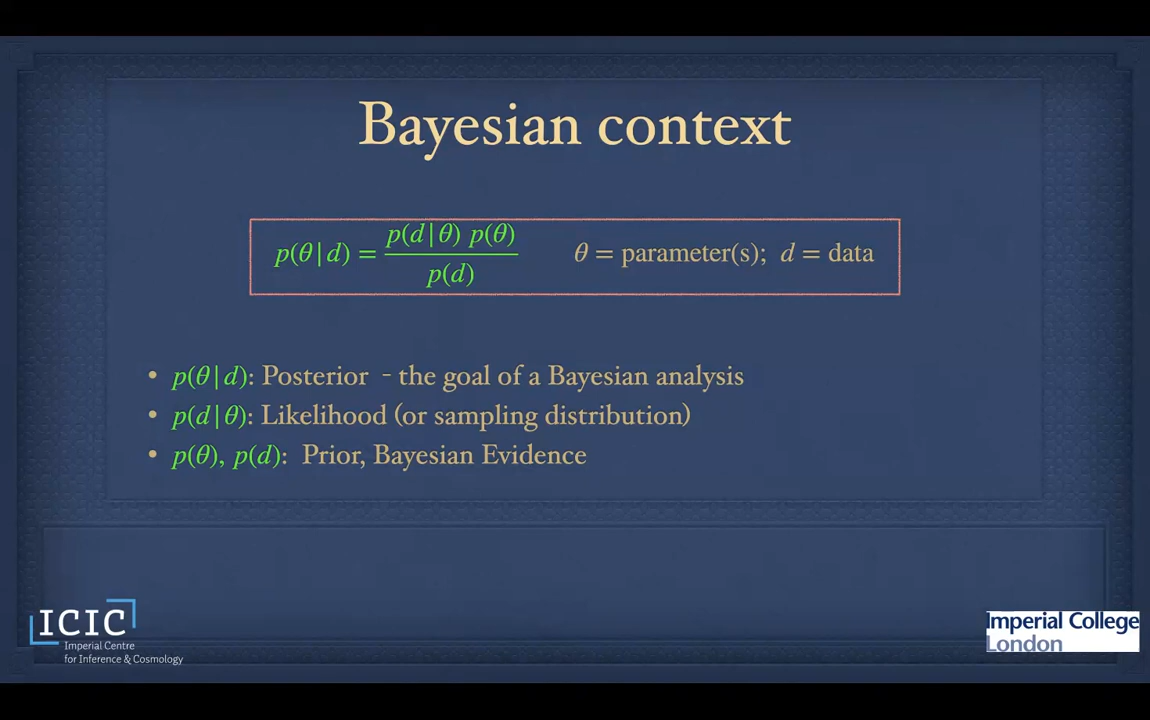 Bayesian context
p(θ|d) = p(d|θ) p(θ) / p(d)   θ = parameter(s); d = data
• p(θ|d): Posterior - the goal of a Bayesian analysis
• p(d|θ): Likelihood (or sampling distribution)
• p(θ), p(d): Prior, Bayesian Evidence
ICIC
Imperial Centre
for Inference & Cosmology
Imperial College
London